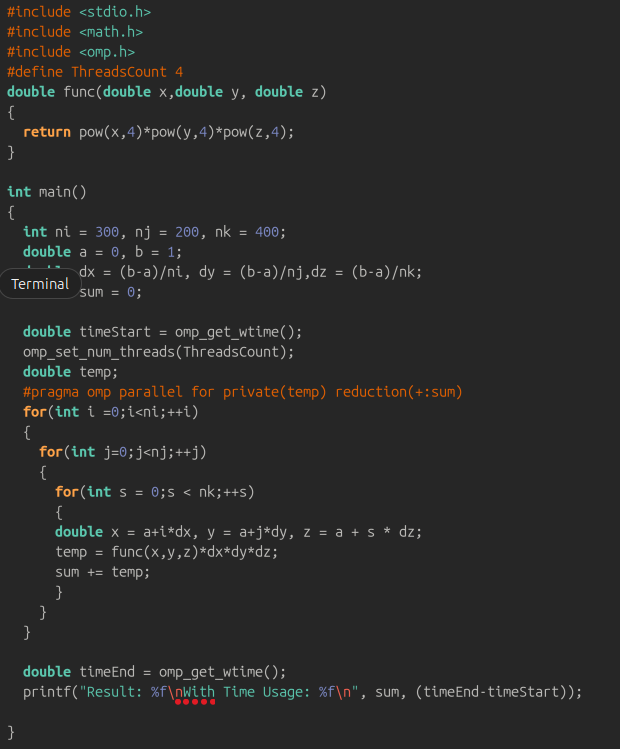 #include <stdio.h>
#include <math.h>
#include <omp.h>
#define ThreadsCount 4
double func(double x,double y, double z)
{
  return pow(x,4)*pow(y,4)*pow(z,4);
}

int main()
{
  int ni = 300, nj = 200, nk = 400;
  double a = 0, b = 1;
  dx = (b-a)/ni, dy = (b-a)/nj,dz = (b-a)/nk;
Terminal
  sum = 0;

  double timeStart = omp_get_wtime();
  omp_set_num_threads(ThreadsCount);
  double temp;
  #pragma omp parallel for private(temp) reduction(+:sum)
  for(int i =0;i<ni;++i)
  {
    for(int j=0;j<nj;++j)
    {
      for(int s = 0;s < nk;++s)
      {
      double x = a+i*dx, y = a+j*dy, z = a + s * dz;
      temp = func(x,y,z)*dx*dy*dz;
      sum += temp;
      }
    }
  }

  double timeEnd = omp_get_wtime();
  printf("Result: %f\nWith Time Usage: %f\n", sum, (timeEnd-timeStart));

}